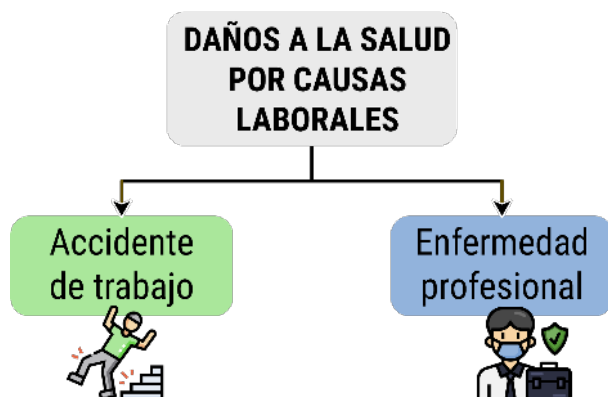 DAÑOS A LA SALUD
POR CAUSAS
LABORALES
Accidente
de trabajo
Enfermedad
profesional